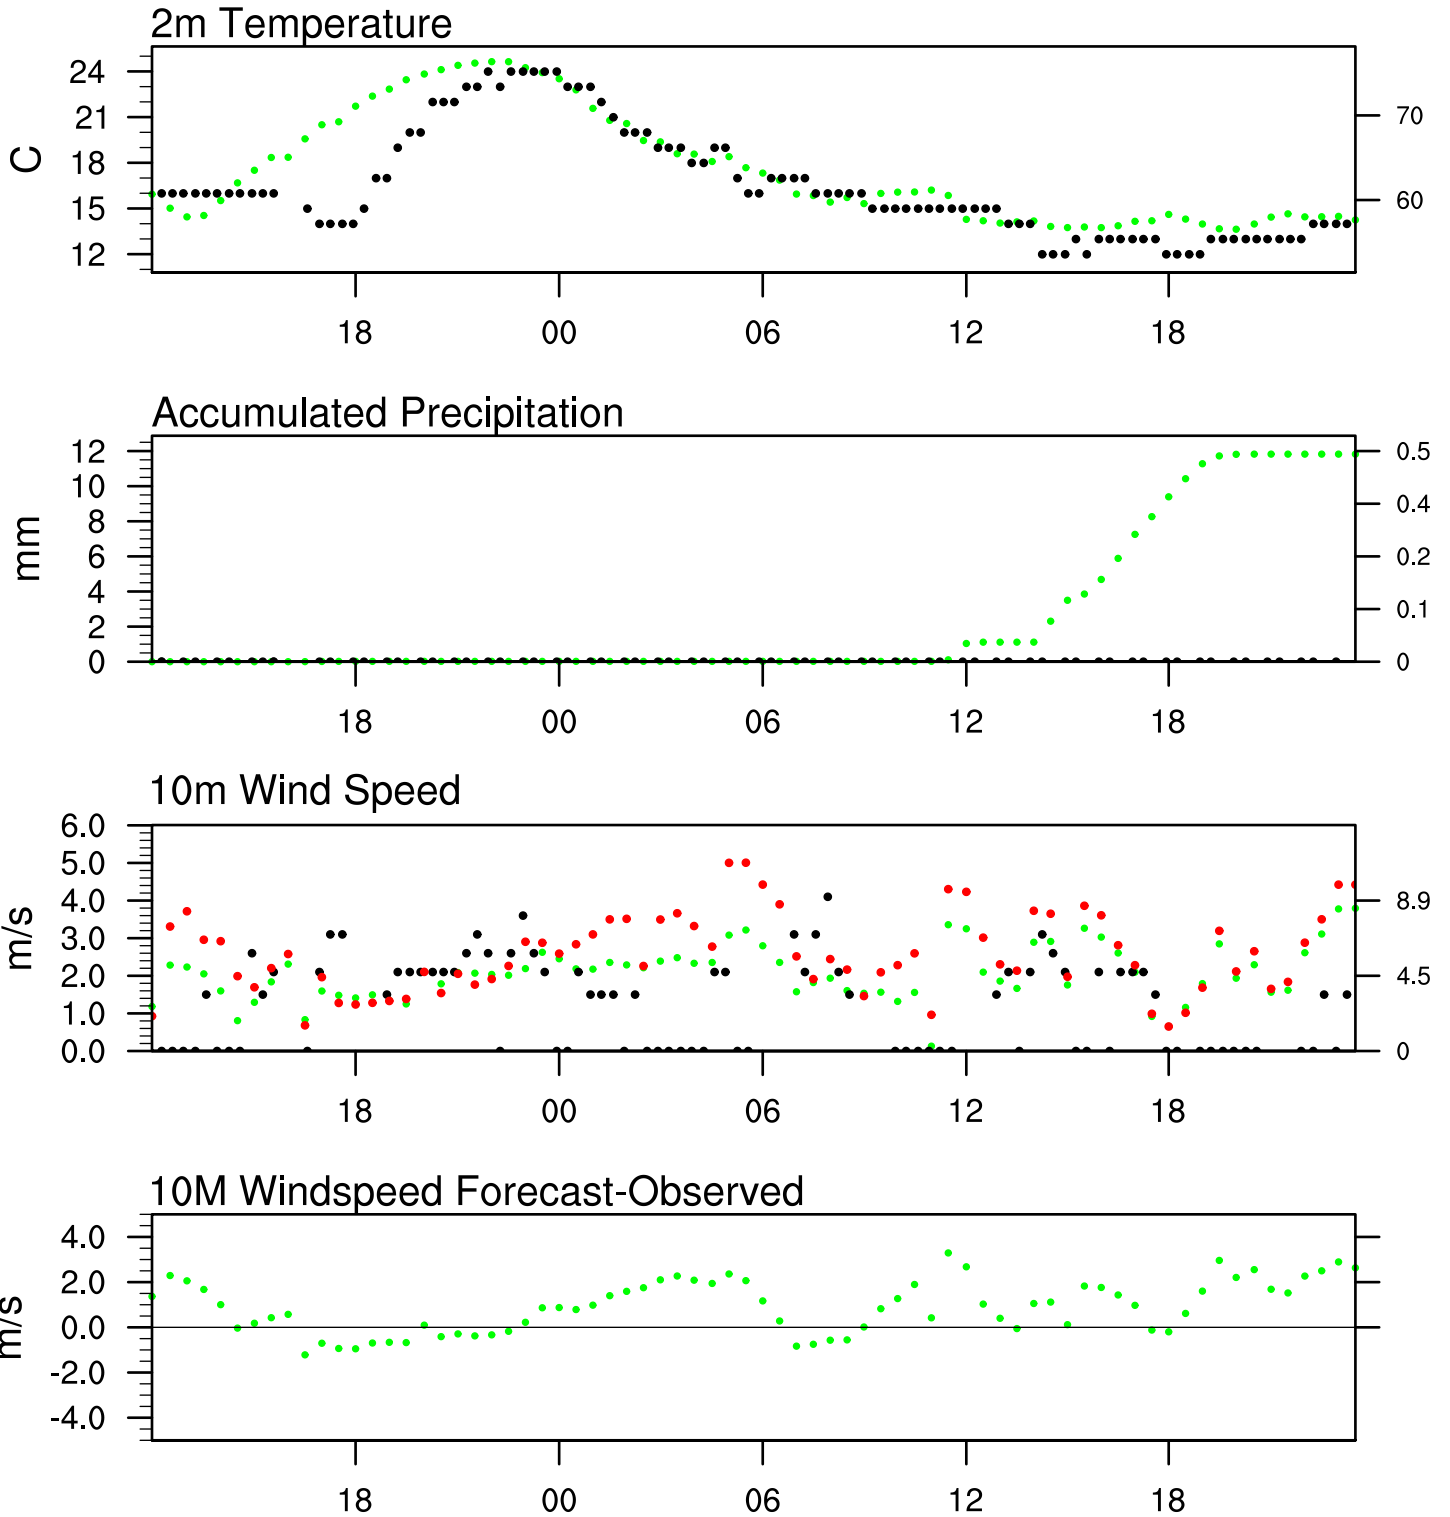 2m Temperature
24
21
18
15
12
C
70
60
18 00 06 12 18
Accumulated Precipitation
12
10
8
6
4
2
0
mm
0.5
0.4
0.2
0.1
0
18 00 06 12 18
10m Wind Speed
6.0
5.0
4.0
3.0
2.0
1.0
0.0
m/s
8.9
4.5
0
18 00 06 12 18
10M Windspeed Forecast-Observed
4.0
2.0
0.0
-2.0
-4.0
m/s
18 00 06 12 18